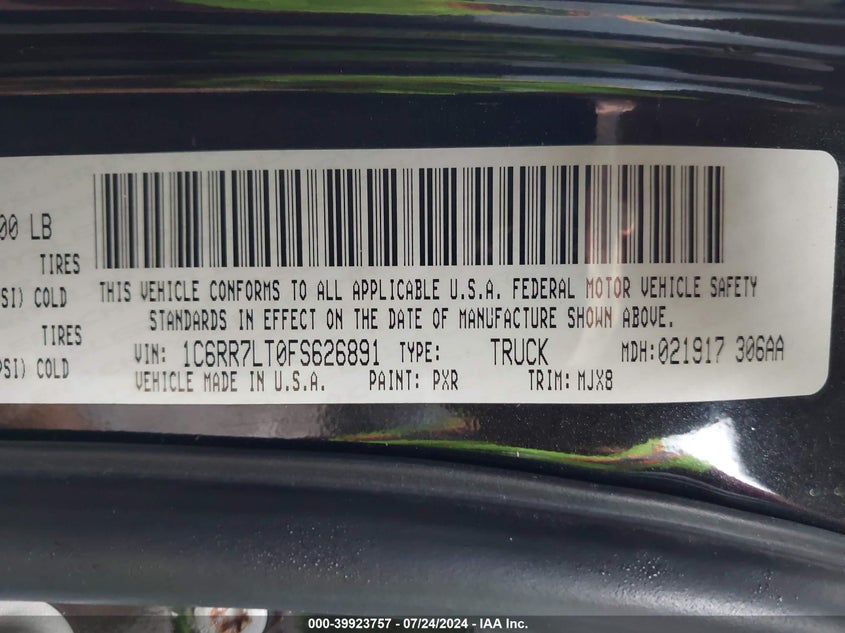 00 LB
TIRES
SI) COLD
TIRES
PSI) COLD
THIS VEHICLE CONFORMS TO ALL APPLICABLE U.S.A. FEDERAL MOTOR VEHICLE SAFETY
STANDARDS IN EFFECT ON THE DATE OF MANUFACTURE SHOWN ABOVE.
VIN: 1C6RR7LT0FS626891 TYPE: TRUCK MDH:021917 306AA
VEHICLE MADE IN U.S.A. PAINT: PXR TRIM: MJX8
000-39923757 - 07/24/2024 - IAA Inc.